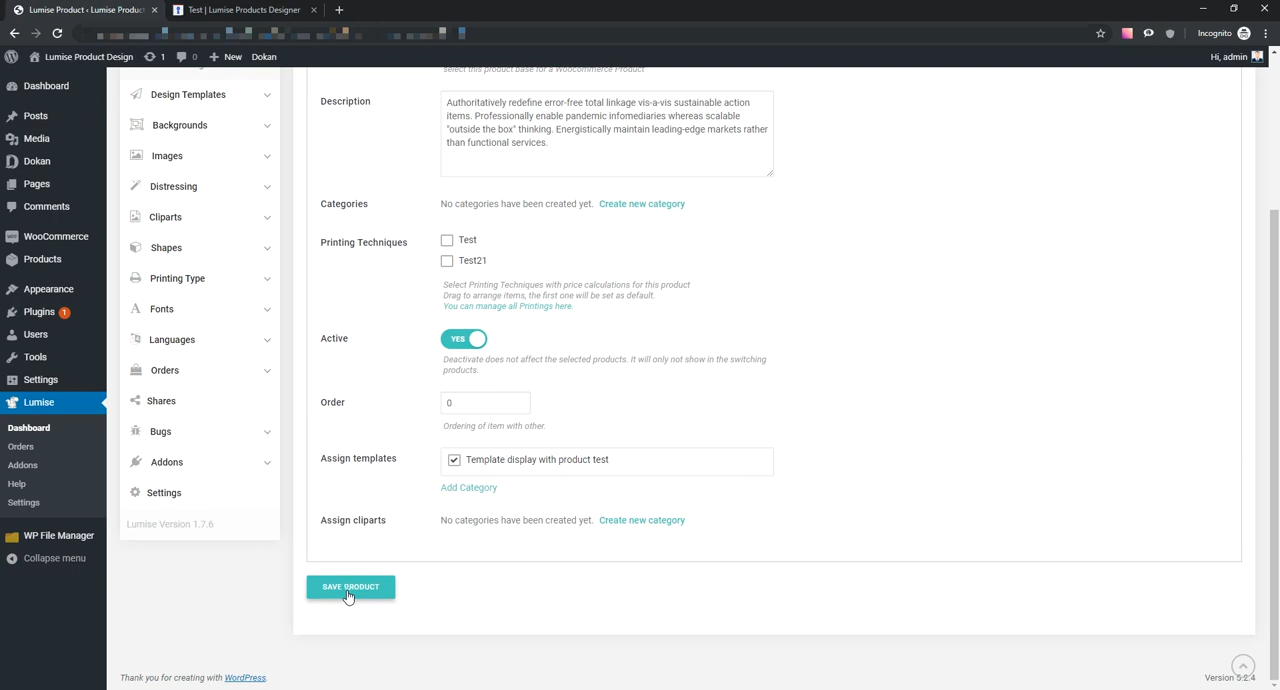 Lumise Product ‹ Lumise Product
Test | Lumise Products Designer
Incognito
Lumise Product Design
1
0
New
Dokan
Hi, admin
Dashboard
Posts
Media
Dokan
Pages
Comments
WooCommerce
Products
Appearance
Plugins 1
Users
Tools
Settings
Lumise
Dashboard
Orders
Addons
Help
Settings
WP File Manager
Collapse menu
Design Templates
Backgrounds
Images
Distressing
Cliparts
Shapes
Printing Type
Fonts
Languages
Orders
Shares
Bugs
Addons
Settings
Lumise Version 1.7.6
select this product base for a WooCommerce Product
Description
Authoritatively redefine error-free total linkage vis-a-vis sustainable action
items. Professionally enable pandemic infomediaries whereas scalable
"outside the box" thinking. Energistically maintain leading-edge markets rather
than functional services.
Categories
No categories have been created yet. Create new category
Printing Techniques
Test
Test21
Select Printing Techniques with price calculations for this product
Drag to arrange items, the first one will be set as default.
You can manage all Printings here.
Active
YES
Deactivate does not affect the selected products. It will only not show in the switching
products.
Order
0
Ordering of item with other.
Assign templates
Template display with product test
Add Category
Assign cliparts
No categories have been created yet. Create new category
SAVE PRODUCT
Thank you for creating with WordPress.
Version 5.2.4